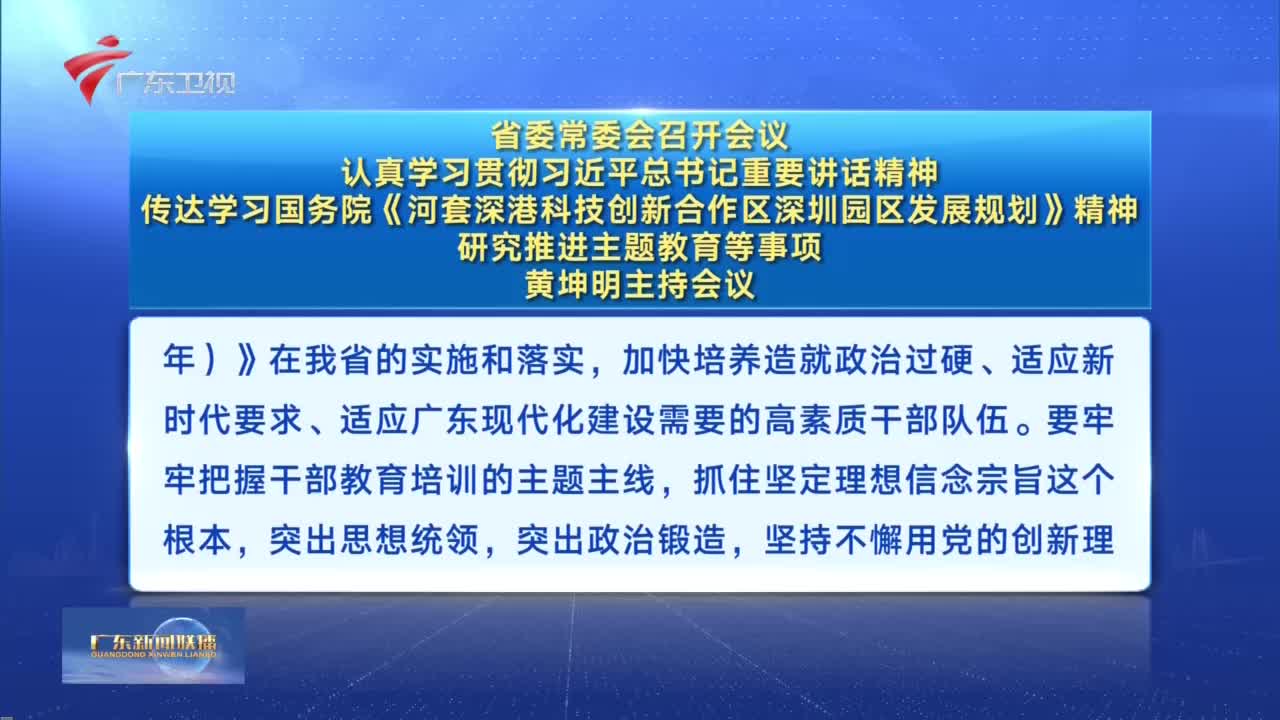 广东卫视
省委常委会召开会议
认真学习贯彻习近平总书记重要讲话精神
传达学习国务院《河套深港科技创新合作区深圳园区发展规划》精神
研究推进主题教育等事项
黄坤明主持会议
年）》在我省的实施和落实，加快培养造就政治过硬、适应新
时代要求、适应广东现代化建设需要的高素质干部队伍。要牢
牢把握干部教育培训的主题主线，抓住坚定理想信念宗旨这个
根本，突出思想统领，突出政治锻造，坚持不懈用党的创新理
广东新闻联播
GUANGDONG XINWEN LIANBO